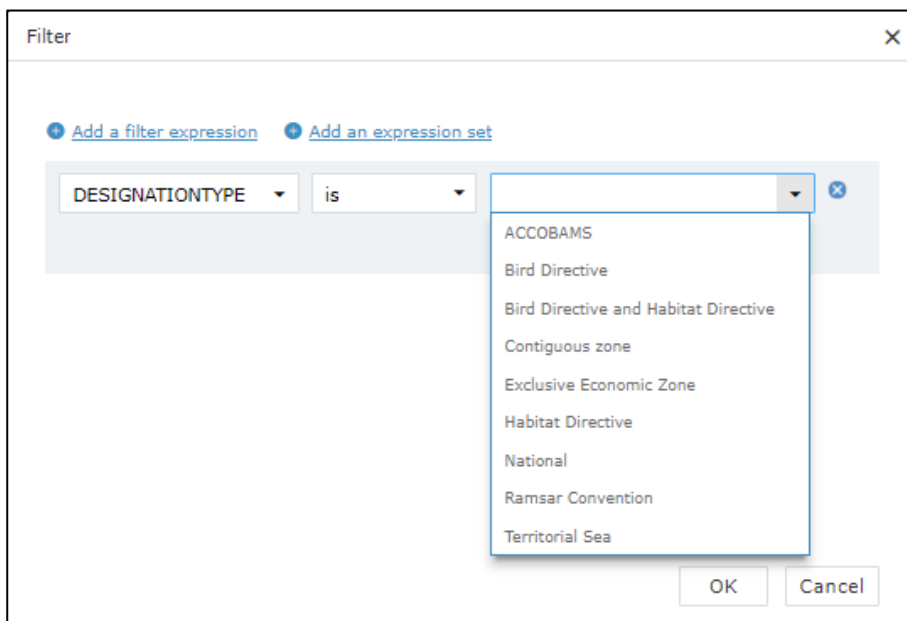 Filter
Add a filter expression Add an expression set
DESIGNATIONTYPE is
ACCOBAMS
Bird Directive
Bird Directive and Habitat Directive
Contiguous zone
Exclusive Economic Zone
Habitat Directive
National
Ramsar Convention
Territorial Sea
OK Cancel